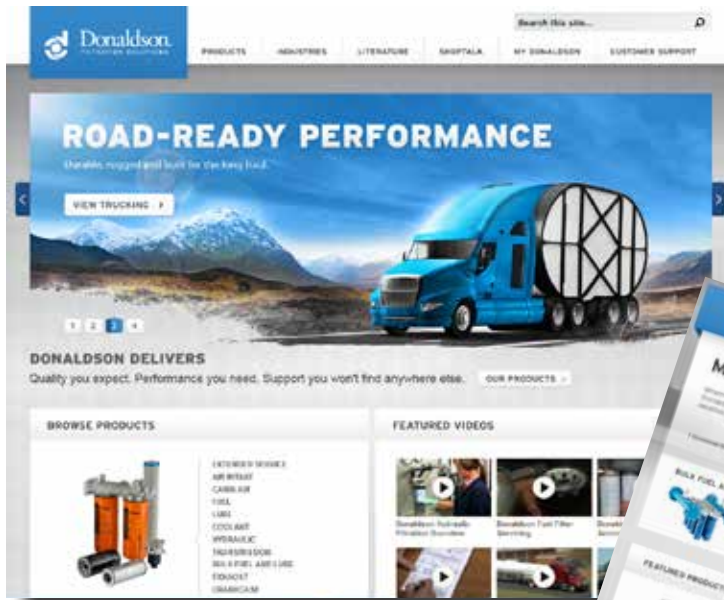 Search this site...
Donaldson
FILTRATION SOLUTIONS
PRODUCTS
INDUSTRIES
LITERATURE
SHOPTALK
MY DONALDSON
CUSTOMER SUPPORT
ROAD-READY PERFORMANCE
Durable, rugged and built for the long haul.
VIEW TRUCKING
1 2 3 4
DONALDSON DELIVERS
Quality you expect. Performance you need. Support you won't find anywhere else.
OUR PRODUCTS
BROWSE PRODUCTS
EXTENDED SERVICE
AIR INTAKE
CABIN AIR
FUEL
LUBE
COOLANT
HYDRAULIC
TRANSMISSION
BULK FUEL AND LUBE
EXHAUST
CRANKCASE
FEATURED VIDEOS
Donaldson Hydraulic
Filtration Overview
Donaldson Fuel Filter
Servicing
M
BULK FUEL A
FEATURED PRODUC